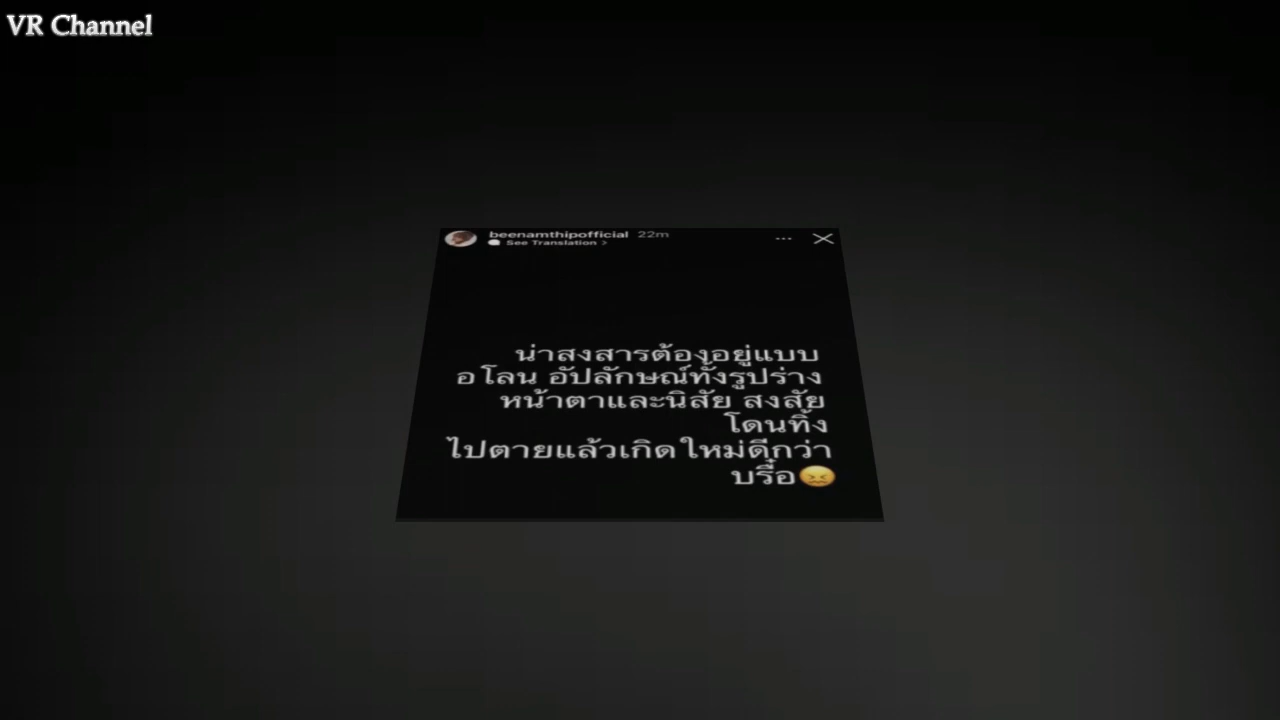 VR Channel
beenamthipofficial 22m
See Translation >
น่าสงสารต้องอยู่แบบ
อโลน อัปลักษณ์ทั้งรูปร่าง
หน้าตาและนิสัย สงสัย
โดนทิ้ง
ไปตายแล้วเกิดใหม่ดีกว่า
บรื๋อ😖